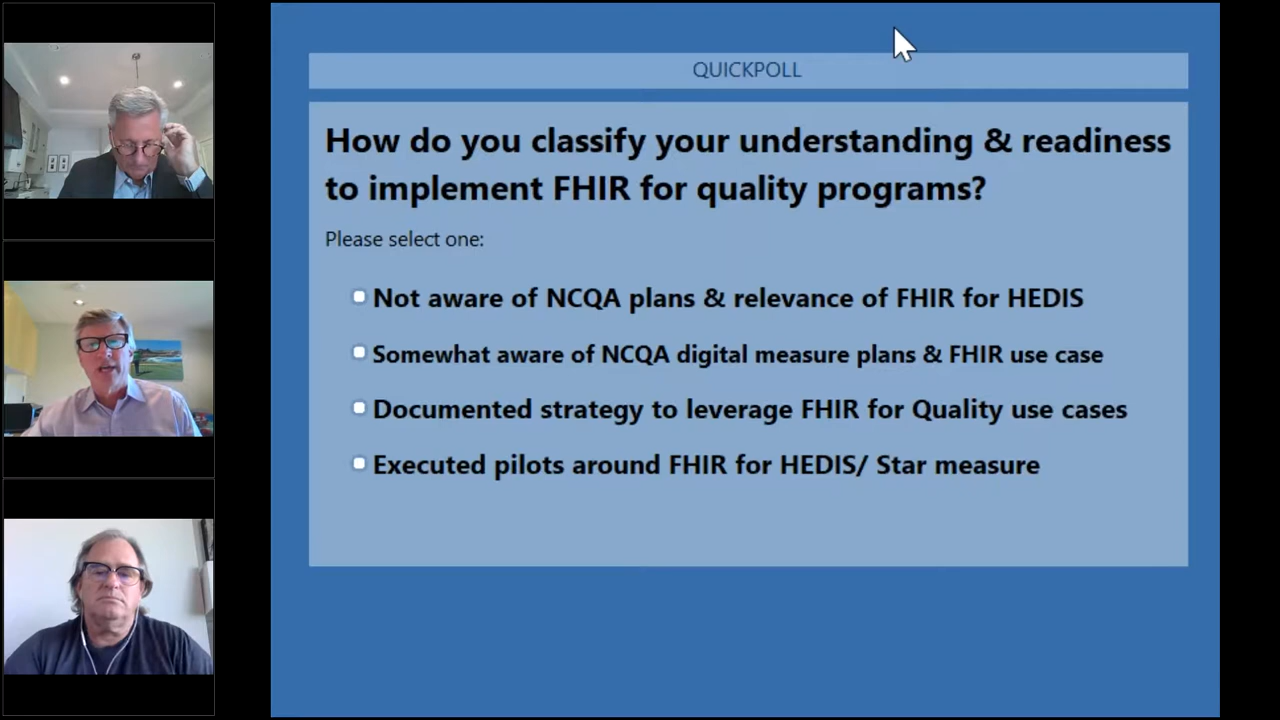 QUICKPOLL
How do you classify your understanding & readiness
to implement FHIR for quality programs?
Please select one:
Not aware of NCQA plans & relevance of FHIR for HEDIS
Somewhat aware of NCQA digital measure plans & FHIR use case
Documented strategy to leverage FHIR for Quality use cases
Executed pilots around FHIR for HEDIS/ Star measure